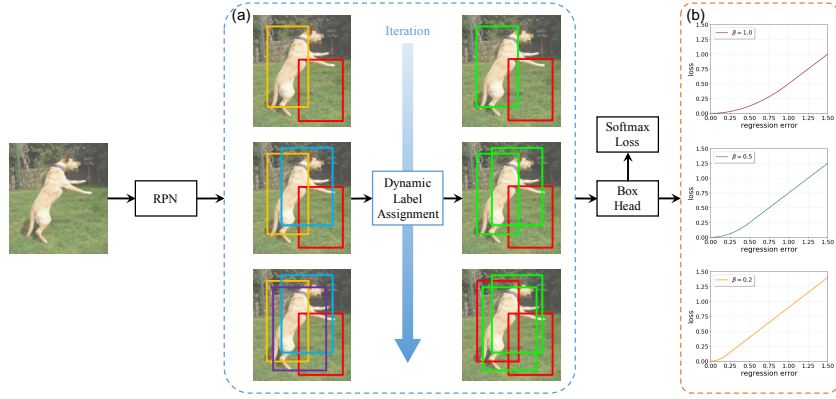 (a)
(b)
Iteration
RPN
Dynamic
Label
Assignment
Softmax
Loss
Box
Head
1.50
1.25
1.00
0.75
0.50
0.25
0.00
loss
β = 1.0
0.00 0.25 0.50 0.75 1.00 1.25 1.50
regression error
1.50
1.25
1.00
0.75
0.50
0.25
0.00
loss
β = 0.5
0.00 0.25 0.50 0.75 1.00 1.25 1.50
regression error
1.50
1.25
1.00
0.75
0.50
0.25
0.00
loss
β = 0.2
0.00 0.25 0.50 0.75 1.00 1.25 1.50
regression error